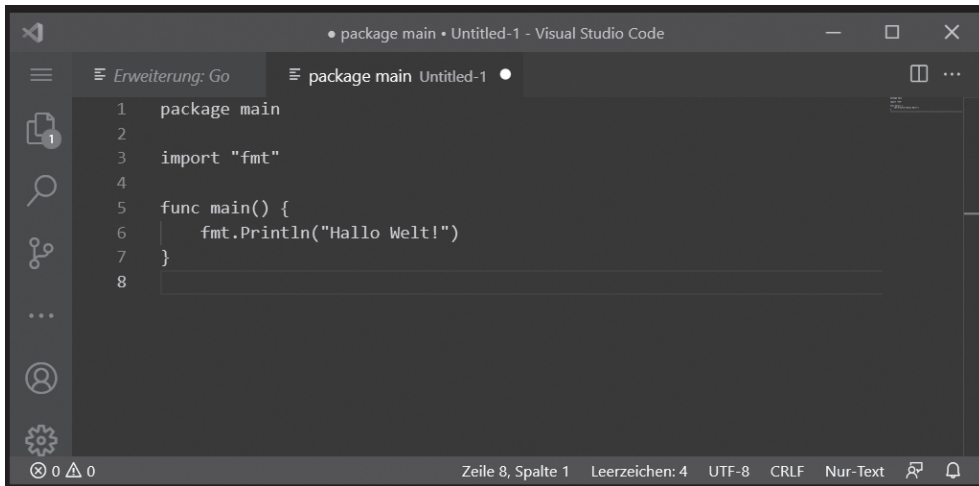 ● package main • Untitled-1 - Visual Studio Code
Erweiterung: Go
package main Untitled-1 ●
1 package main
2
3 import "fmt"
4
5 func main() {
6     fmt.Println("Hallo Welt!")
7 }
8
1
0 0
Zeile 8, Spalte 1 Leerzeichen: 4 UTF-8 CRLF Nur-Text